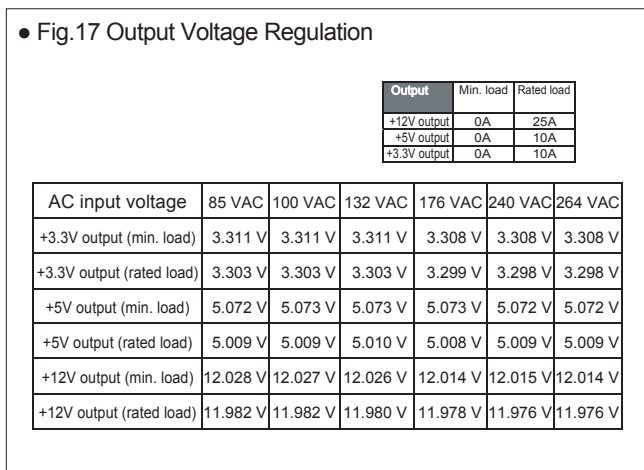 ● Fig.17 Output Voltage Regulation
Output Min. load Rated load
+12V output 0A 25A
+5V output 0A 10A
+3.3V output 0A 10A
AC input voltage 85 VAC 100 VAC 132 VAC 176 VAC 240 VAC 264 VAC
+3.3V output (min. load) 3.311 V 3.311 V 3.311 V 3.308 V 3.308 V 3.308 V
+3.3V output (rated load) 3.303 V 3.303 V 3.303 V 3.299 V 3.298 V 3.298 V
+5V output (min. load) 5.072 V 5.073 V 5.073 V 5.073 V 5.072 V 5.072 V
+5V output (rated load) 5.009 V 5.009 V 5.010 V 5.008 V 5.009 V 5.009 V
+12V output (min. load) 12.028 V 12.027 V 12.026 V 12.014 V 12.015 V 12.014 V
+12V output (rated load) 11.982 V 11.982 V 11.980 V 11.978 V 11.976 V 11.976 V